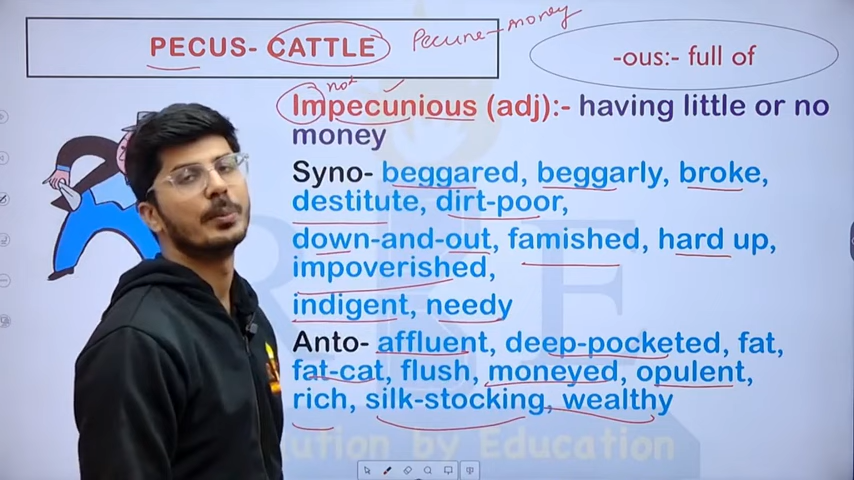 PECUS- CATTLE
Pecune - money
-ous:- full of
not
Impecunious (adj):- having little or no
money
Syno- beggared, beggarly, broke,
destitute, dirt-poor,
down-and-out, famished, hard up,
impoverished,
indigent, needy
Anto- affluent, deep-pocketed, fat,
fat-cat, flush, moneyed, opulent,
rich, silk-stocking, wealthy
ution by Education